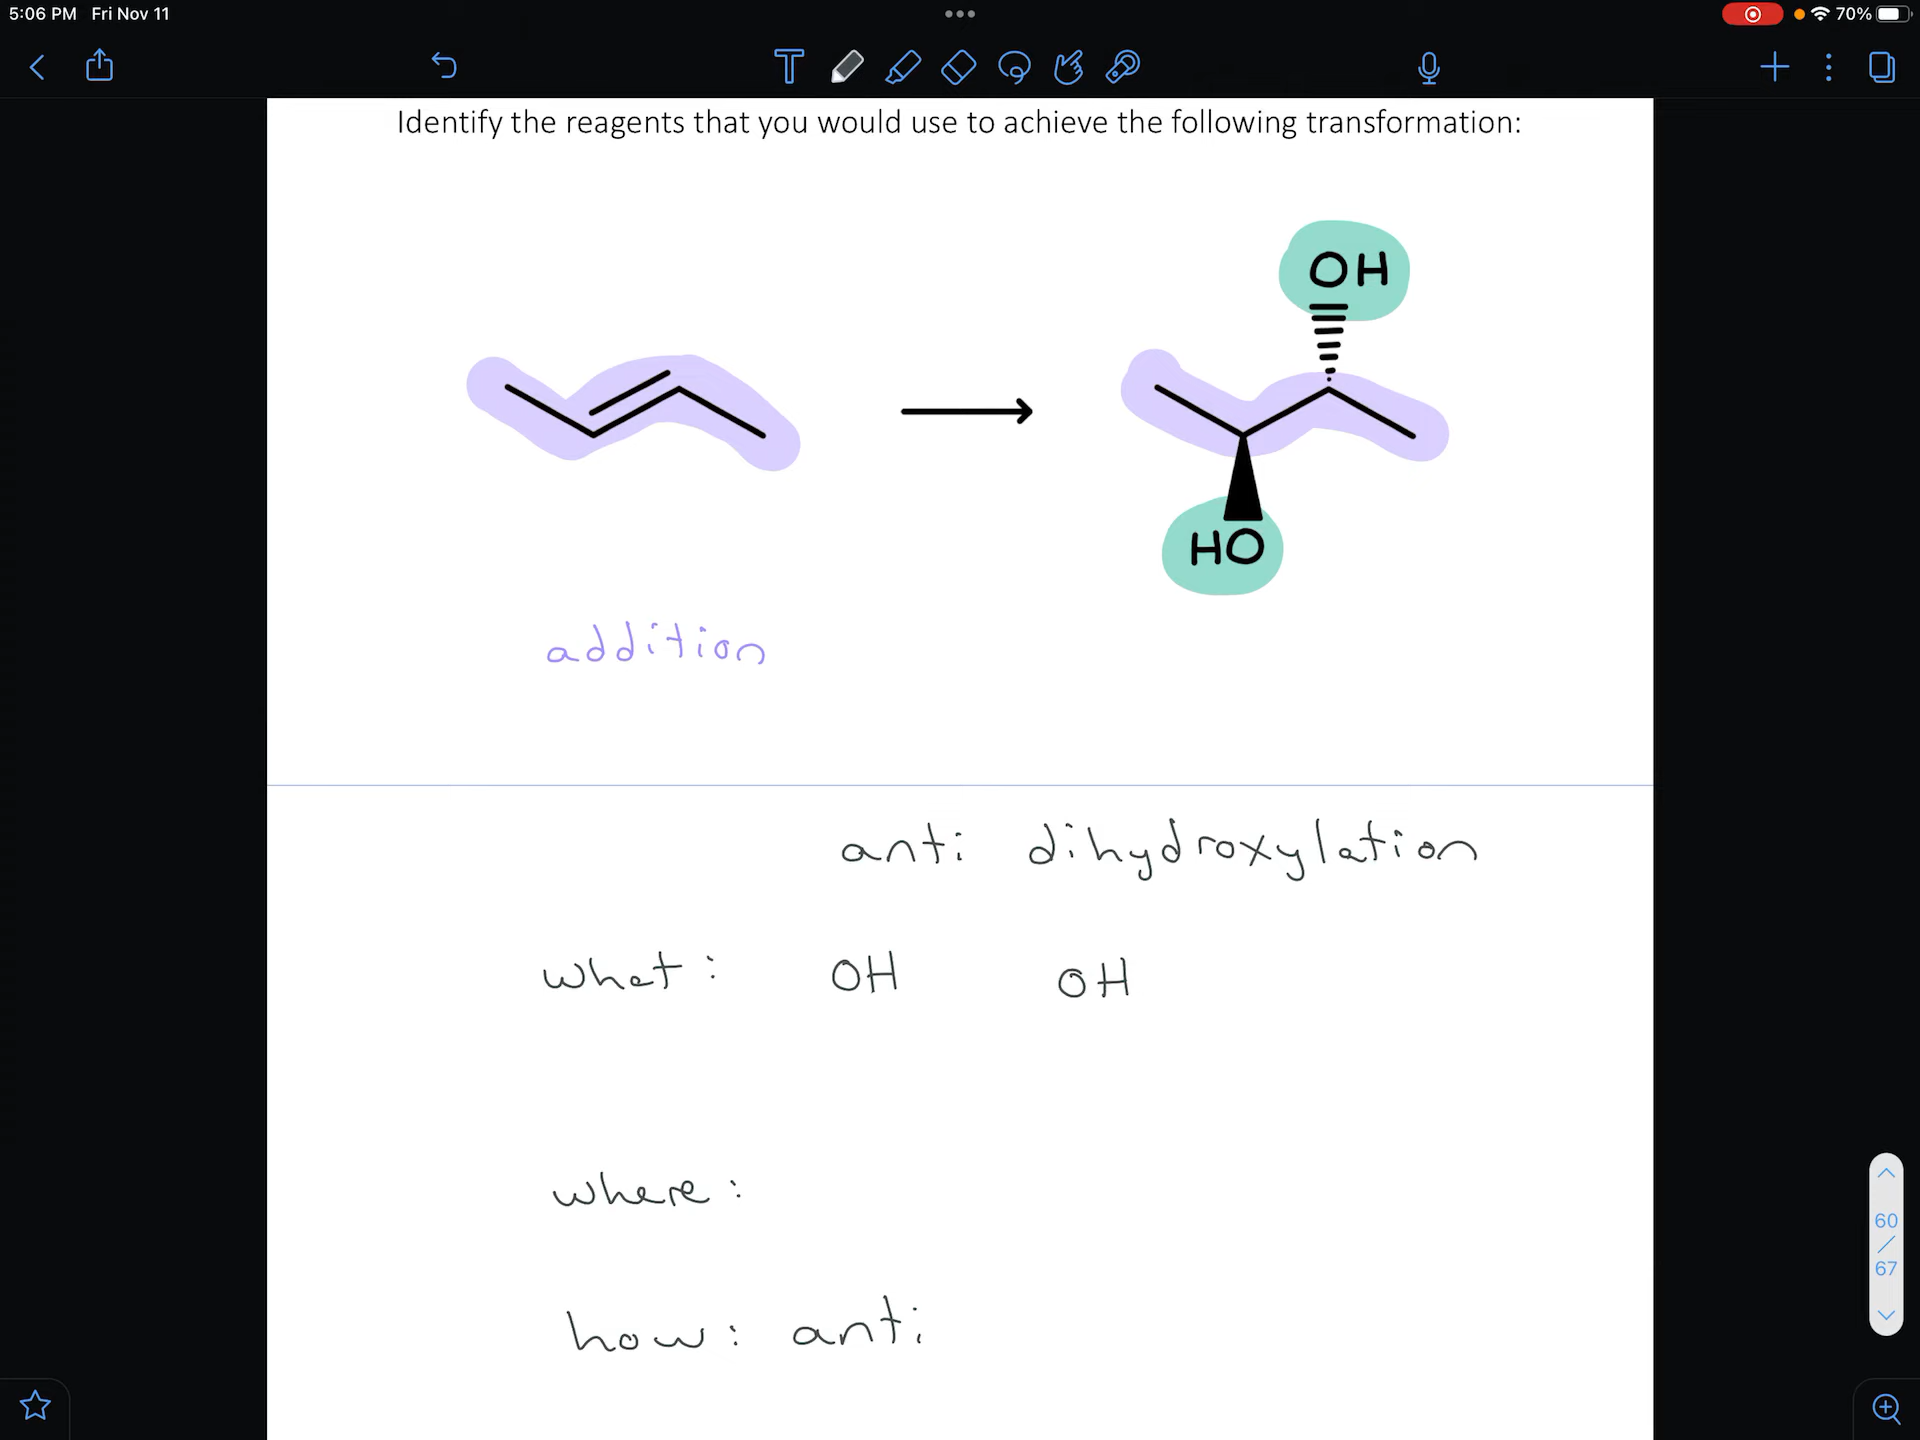 5:06 PM Fri Nov 11
70%
Identify the reagents that you would use to achieve the following transformation:
OH
HO
addition
anti dihydroxylation
what: OH OH
where:
how: anti
60
/
67